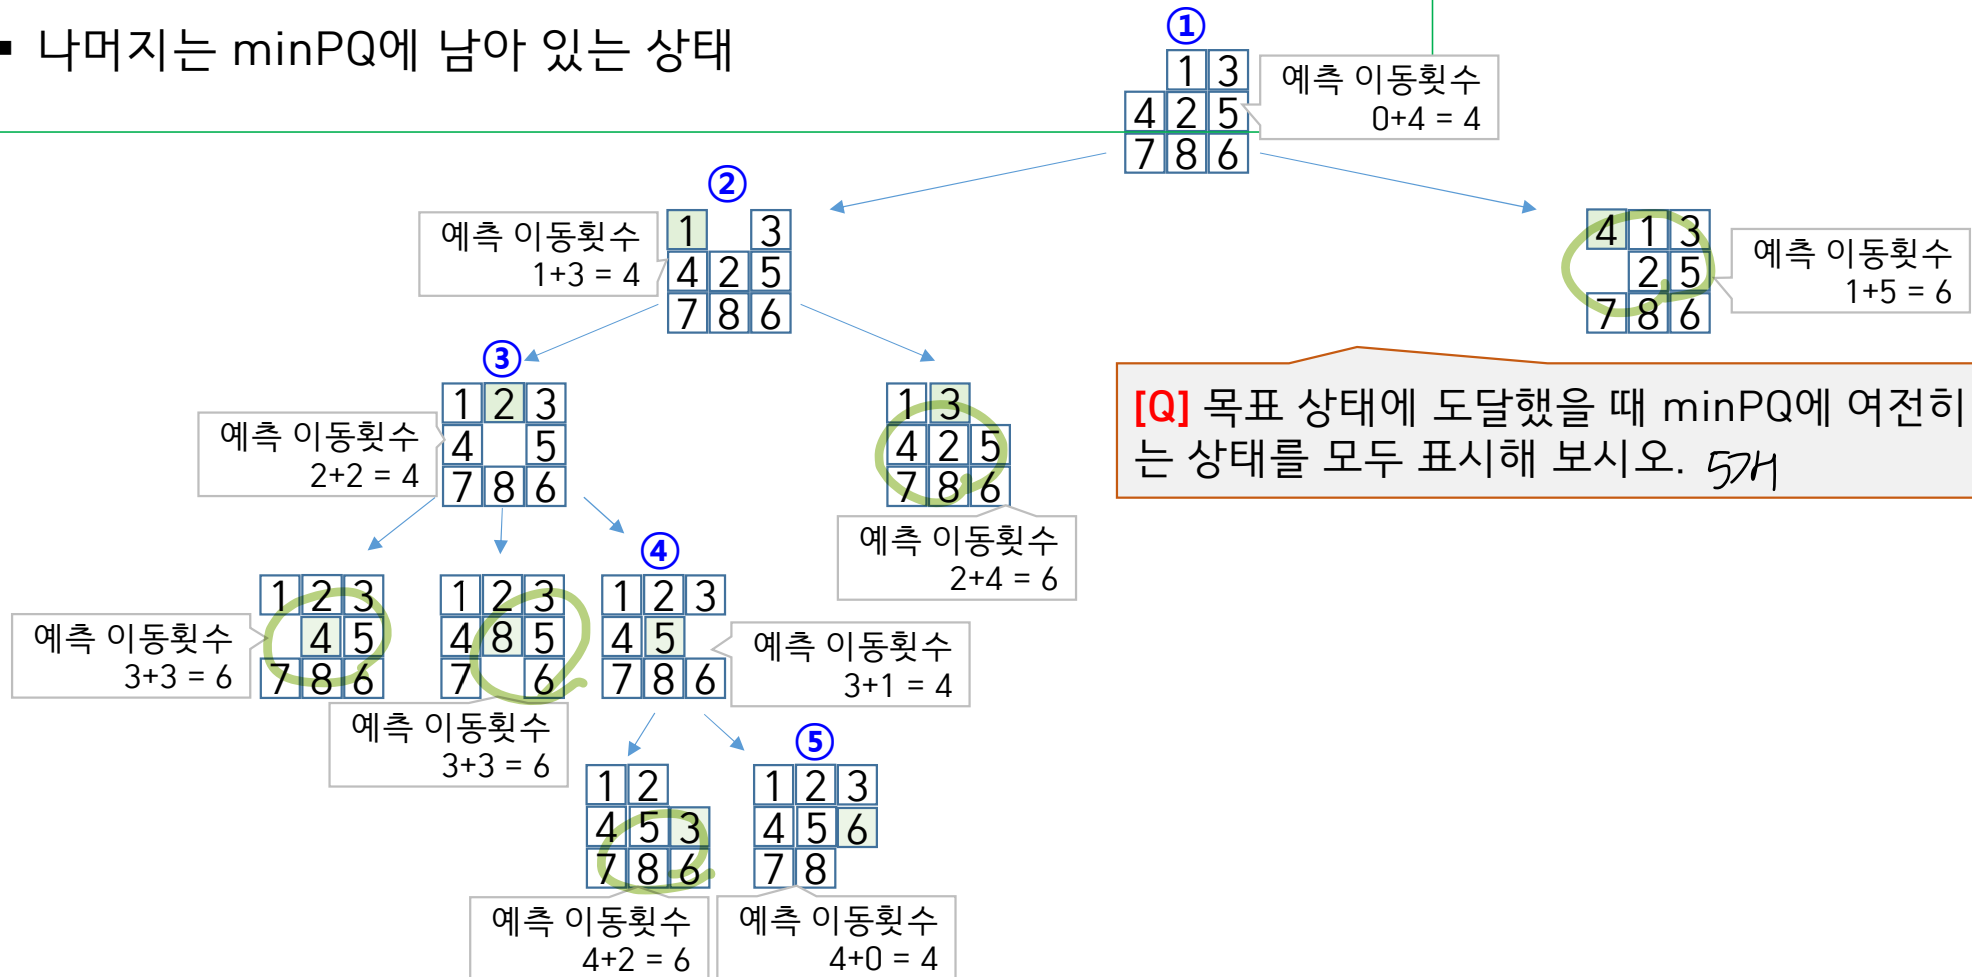 ▪ 나머지는 minPQ에 남아 있는 상태
①
1 3
4 2 5
7 8 6
예측 이동횟수
0+4 = 4
②
1 3
4 2 5
7 8 6
예측 이동횟수
1+3 = 4
4 1 3
2 5
7 8 6
예측 이동횟수
1+5 = 6
③
1 2 3
4 5
7 8 6
예측 이동횟수
2+2 = 4
1 3
4 2 5
7 8 6
예측 이동횟수
2+4 = 6
[Q] 목표 상태에 도달했을 때 minPQ에 여전히
는 상태를 모두 표시해 보시오. 5개
1 2 3
4 5
7 8 6
예측 이동횟수
3+3 = 6
1 2 3
4 8 5
7 6
예측 이동횟수
3+3 = 6
④
1 2 3
4 5
7 8 6
예측 이동횟수
3+1 = 4
1 2
4 5 3
7 8 6
예측 이동횟수
4+2 = 6
⑤
1 2 3
4 5 6
7 8
예측 이동횟수
4+0 = 4